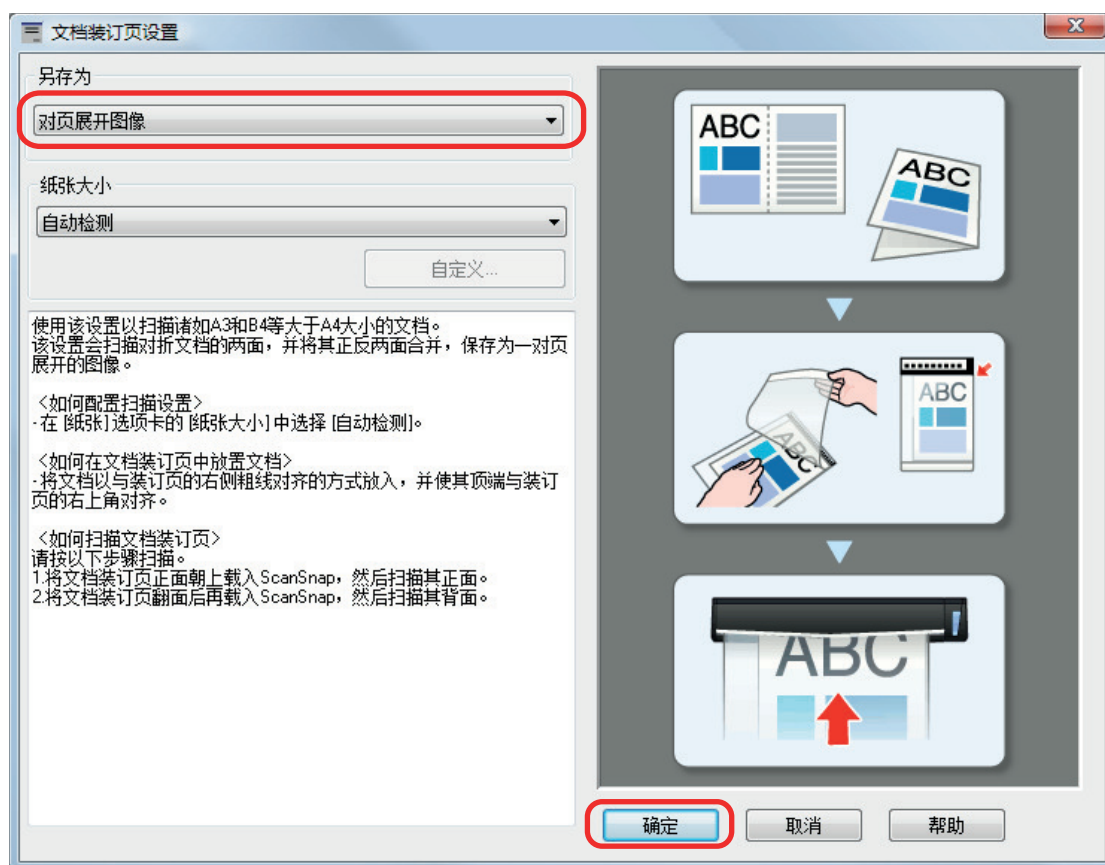 文档装订页设置
另存为
对页展开图像
纸张大小
自动检测
自定义...
使用该设置以扫描诸如A3和B4等大于A4大小的文档。
该设置会扫描对折文档的两面，并将其正反两面合并，保存为一对页
展开的图像。
〈如何配置扫描设置〉
-在 [纸张] 选项卡的 [纸张大小] 中选择 [自动检测]。
〈如何在文档装订页中放置文档〉
-将文档以与装订页的右侧粗线对齐的方式放入，并使其顶端与装订
页的右上角对齐。
〈如何扫描文档装订页〉
请按以下步骤扫描。
1.将文档装订页正面朝上载入ScanSnap，然后扫描其正面。
2.将文档装订页翻面后再载入ScanSnap，然后扫描其背面。
ABC
ABC
ABC
ABC
ABC
确定
取消
帮助